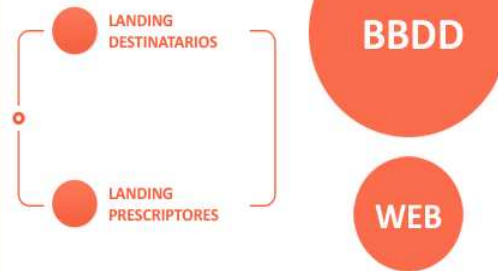 LANDING
DESTINATARIOS
BBDD
LANDING
PRESCRIPTORES
WEB